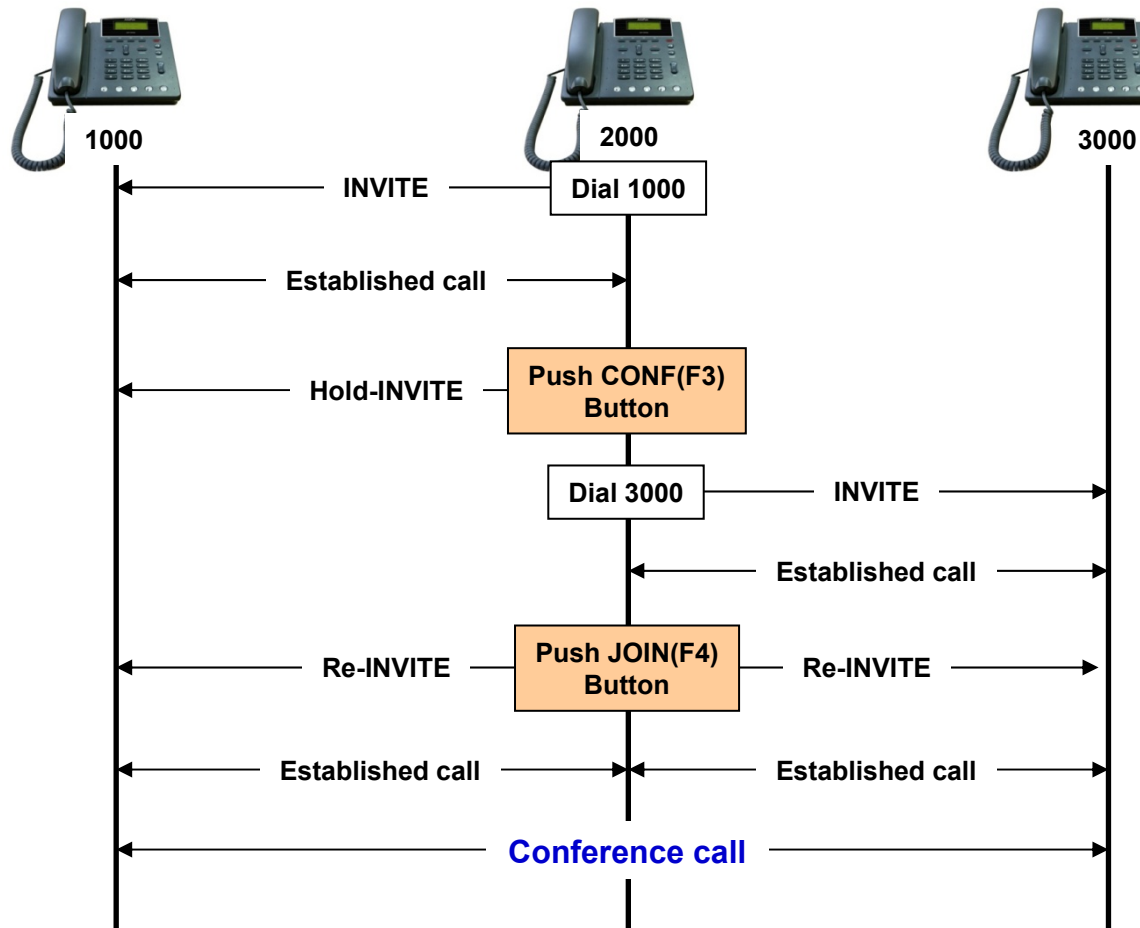 1000
2000
3000
INVITE
Dial 1000
Established call
Hold-INVITE
Push CONF(F3)
Button
Dial 3000
INVITE
Established call
Re-INVITE
Push JOIN(F4)
Button
Re-INVITE
Established call
Established call
Conference call